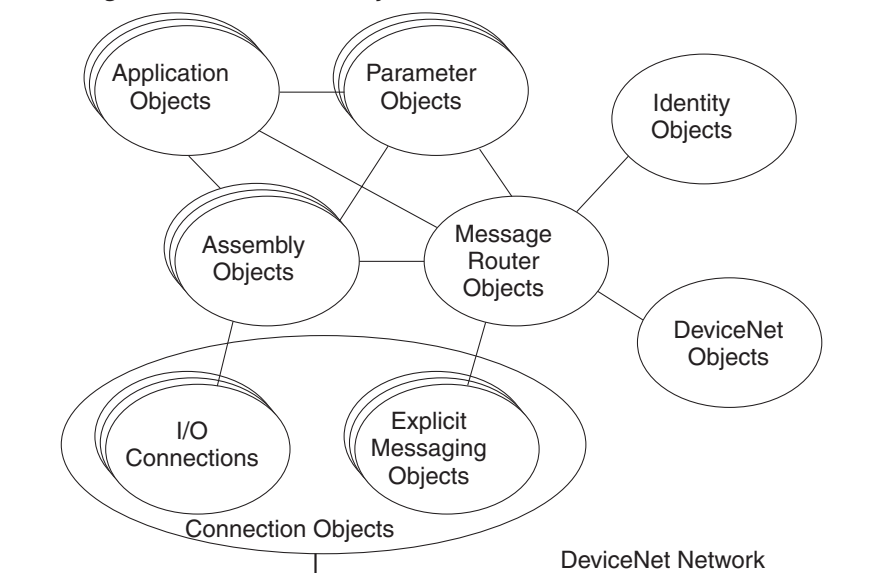 Application
Objects
Parameter
Objects
Identity
Objects
Assembly
Objects
Message
Router
Objects
DeviceNet
Objects
I/O
Connections
Explicit
Messaging
Objects
Connection Objects
DeviceNet Network